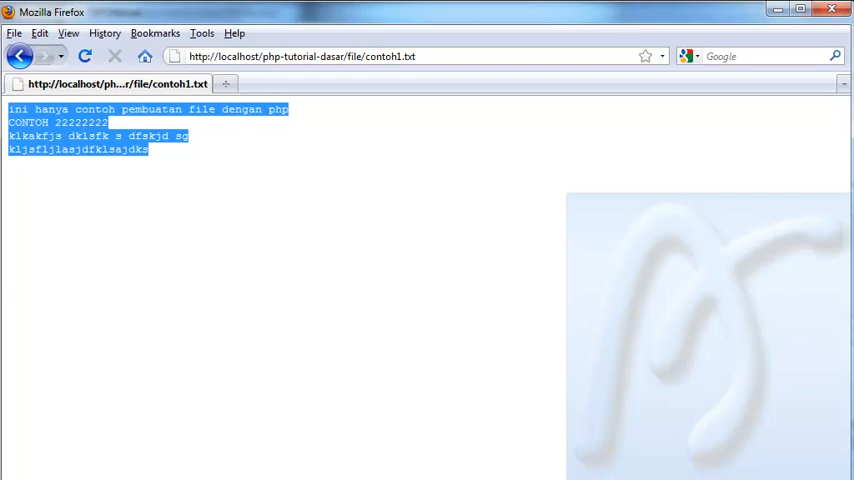 Mozilla Firefox
File Edit View History Bookmarks Tools Help
http://localhost/php-tutorial-dasar/file/contoh1.txt
Google
http://localhost/ph...r/file/contoh1.txt
ini hanya contoh pembuatan file dengan php
CONTOH 22222222
klkakfjs dklsfk s dfskjd sg
kljsfljlasjdfklsajdks